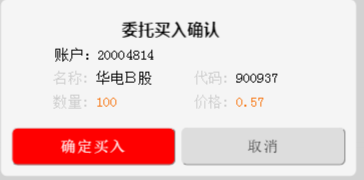 委托买入确认
账户：20004814
名称：华电B股 代码：900937
数量：100 价格：0.57
确定买入 取消